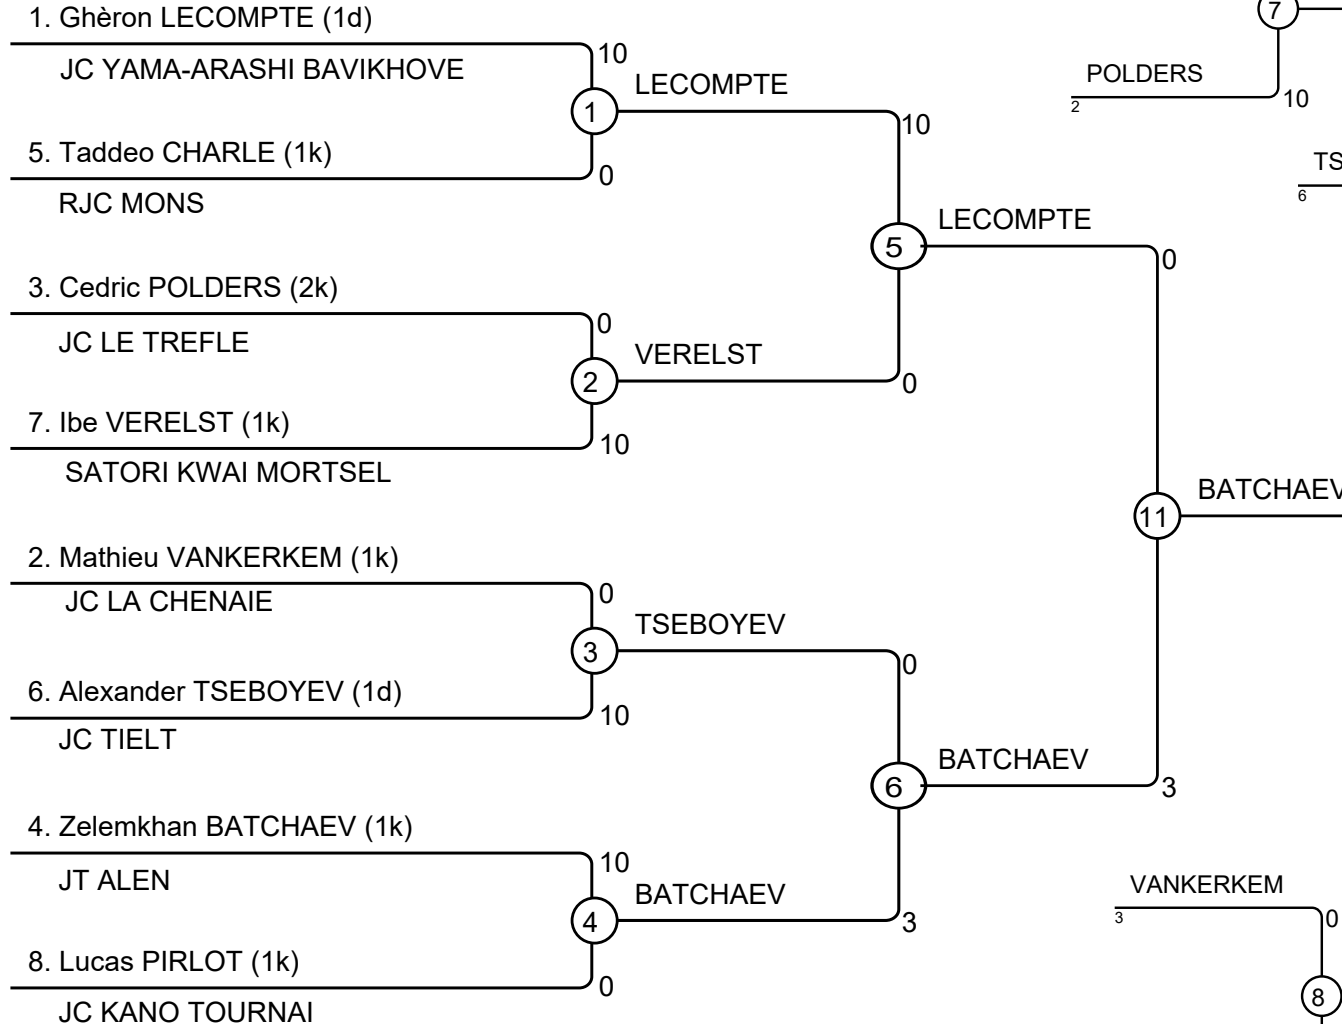 1. Ghèron LECOMPTE (1d)
10
JC YAMA-ARASHI BAVIKHOVE
1
LECOMPTE
5. Taddeo CHARLE (1k)
0
RJC MONS
10
5
LECOMPTE
3. Cedric POLDERS (2k)
0
JC LE TREFLE
2
VERELST
0
7. Ibe VERELST (1k)
10
SATORI KWAI MORTSEL
0
11
BATCHAEV
2. Mathieu VANKERKEM (1k)
0
JC LA CHENAIE
3
TSEBOYEV
6. Alexander TSEBOYEV (1d)
10
JC TIELT
0
6
BATCHAEV
3
4. Zelemkhan BATCHAEV (1k)
10
JT ALEN
4
BATCHAEV
3
8. Lucas PIRLOT (1k)
0
JC KANO TOURNAI
7
POLDERS
2
10
TS
6
VANKERKEM
3
0
8